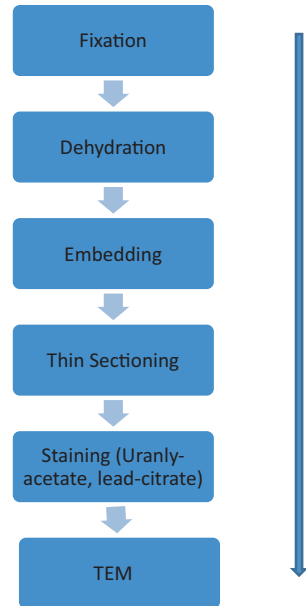 Fixation
Dehydration
Embedding
Thin Sectioning
Staining (Uranly-
acetate, lead-citrate)
TEM